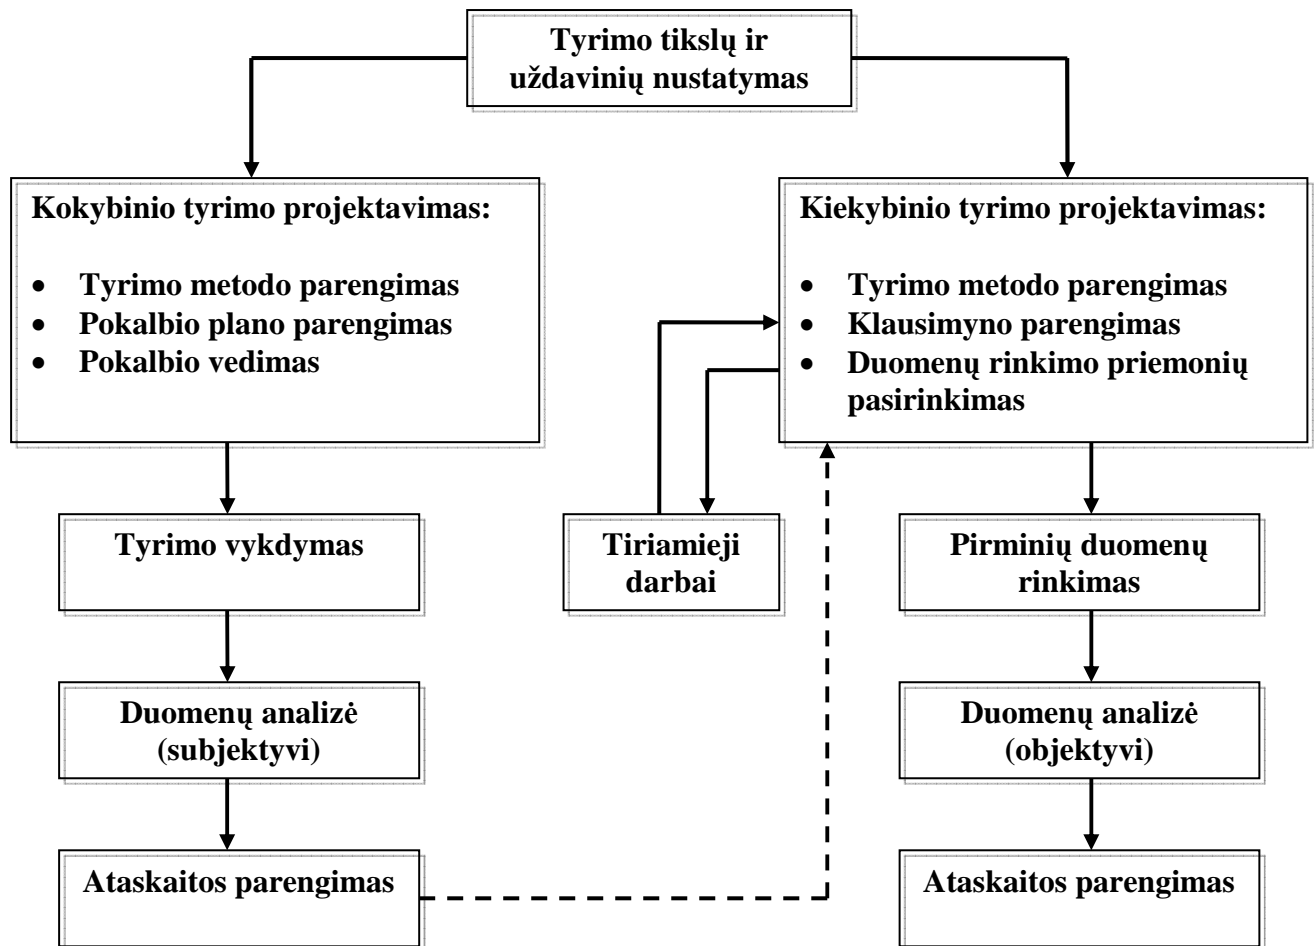 Tyrimo tikslų ir
uždavinių nustatymas
Kokybinio tyrimo projektavimas:
• Tyrimo metodo parengimas
• Pokalbio plano parengimas
• Pokalbio vedimas
Kiekybinio tyrimo projektavimas:
• Tyrimo metodo parengimas
• Klausimyno parengimas
• Duomenų rinkimo priemonių
pasirinkimas
Tyrimo vykdymas
Tiriamieji
darbai
Pirminių duomenų
rinkimas
Duomenų analizė
(subjektyvi)
Duomenų analizė
(objektyvi)
Ataskaitos parengimas
Ataskaitos parengimas